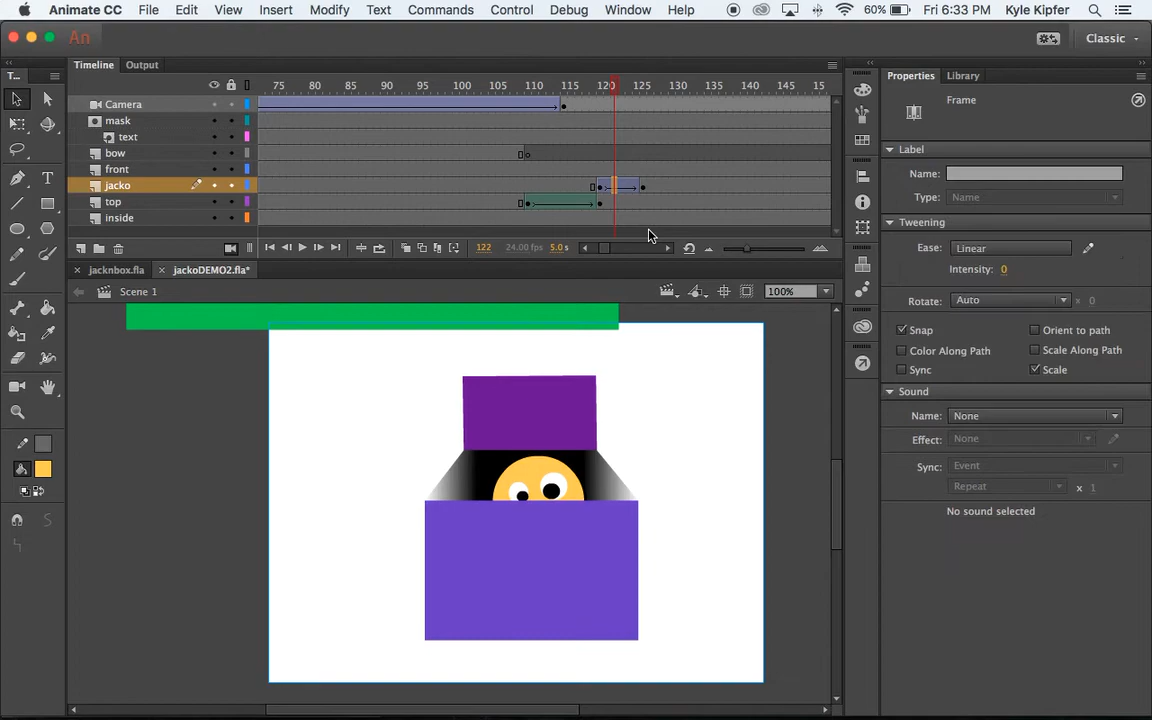 Animate CC File Edit View Insert Modify Text Commands Control Debug Window Help 60% Fri 6:33 PM Kyle Kipfer
An Classic
T... Timeline Output Properties Library
75 80 85 90 95 100 105 110 115 120 125 130 135 140 145 15
Camera Frame
mask
text
bow Label
front Name:
jacko Type: Name
top Tweening
inside
122 24.00 fps 5.0 s Ease: Linear
jacknbox.fla jackoDEMO2.fla* Intensity: 0
Scene 1 100% Rotate: Auto x 0
Snap Orient to path
Color Along Path Scale Along Path
Sync Scale
Sound
Name: None
Effect: None
Sync: Event
Repeat x 1
No sound selected